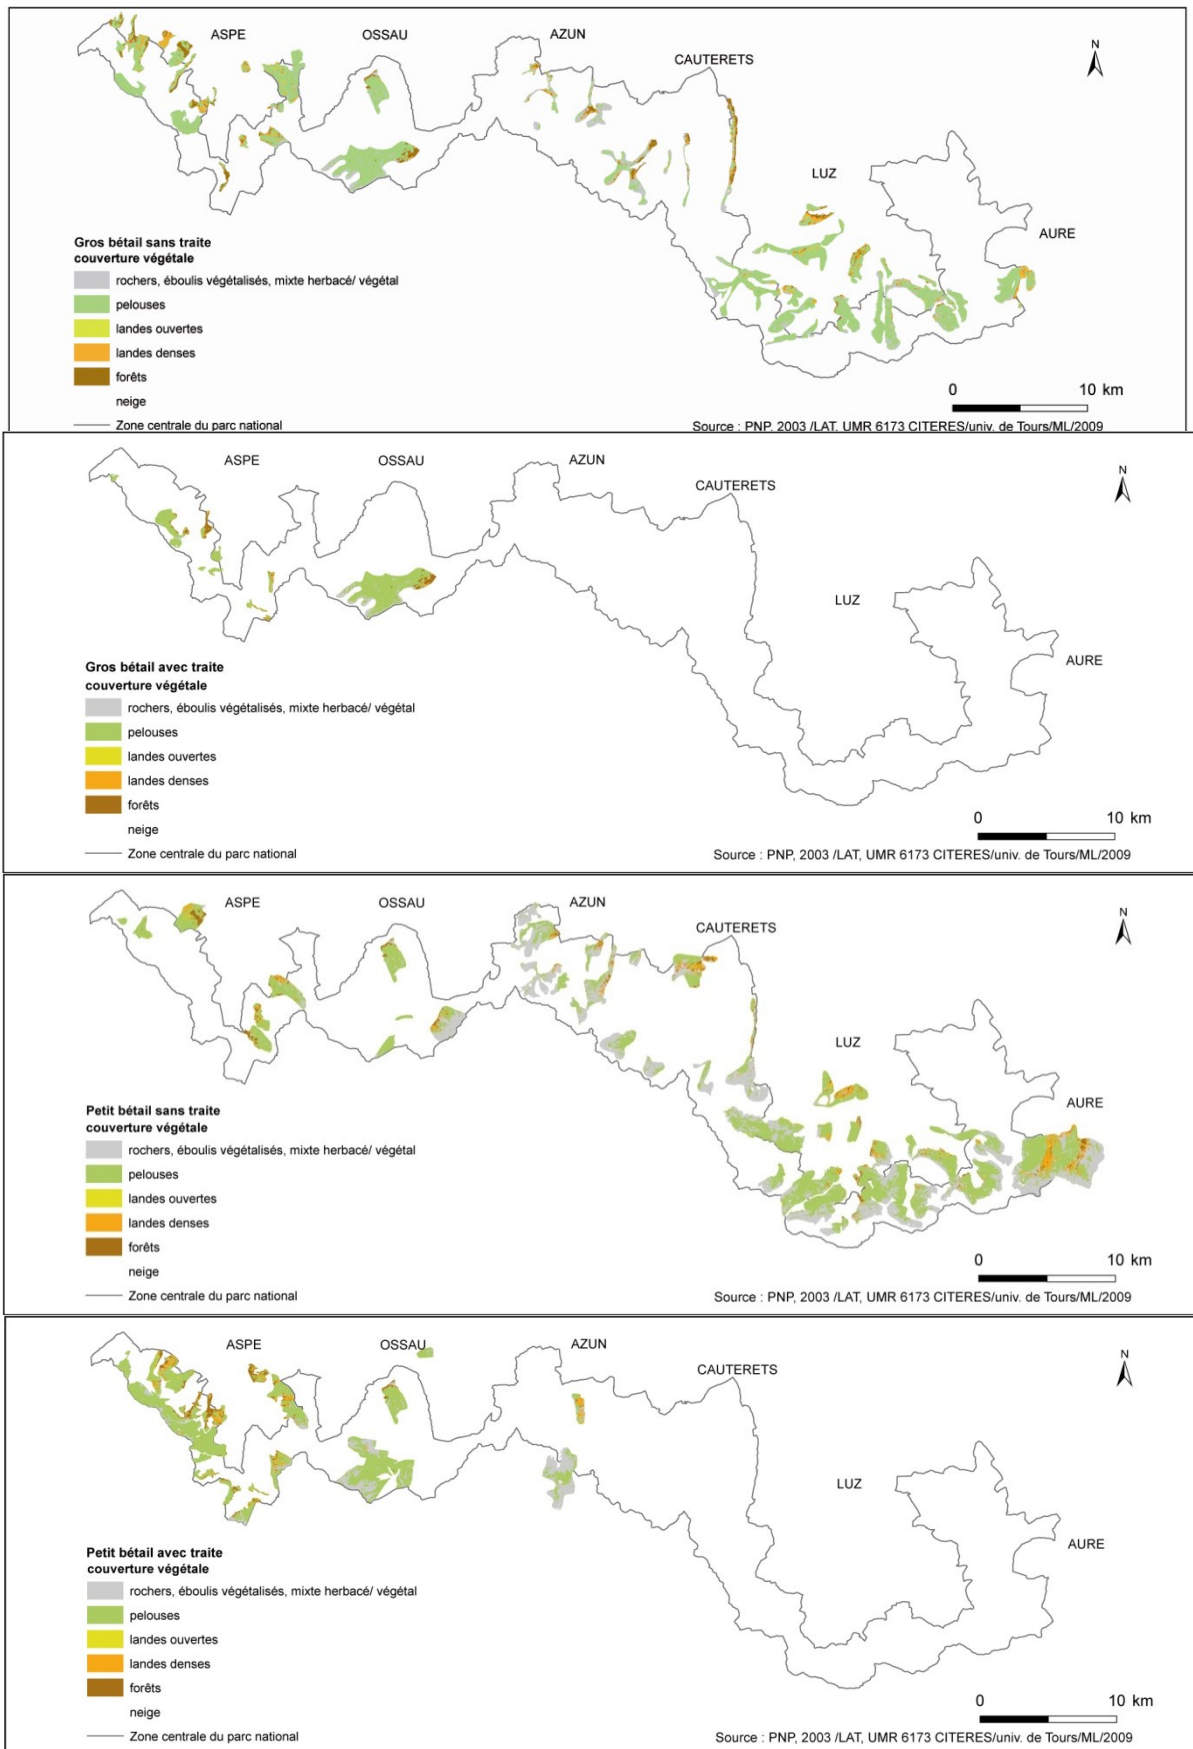 ASPE
OSSAU
AZUN
CAUTERETS
N
LUZ
AURE
Gros bétail sans traite
couverture végétale
rochers, éboulis végétalisés, mixte herbacé/ végétal
pelouses
landes ouvertes
landes denses
forêts
neige
Zone centrale du parc national
0 10 km
Source : PNP, 2003 /LAT, UMR 6173 CITERES/univ. de Tours/ML/2009
ASPE
OSSAU
AZUN
CAUTERETS
N
LUZ
AURE
Gros bétail avec traite
couverture végétale
rochers, éboulis végétalisés, mixte herbacé/ végétal
pelouses
landes ouvertes
landes denses
forêts
neige
Zone centrale du parc national
0 10 km
Source : PNP, 2003 /LAT, UMR 6173 CITERES/univ. de Tours/ML/2009
ASPE
OSSAU
AZUN
CAUTERETS
N
LUZ
AURE
Petit bétail sans traite
couverture végétale
rochers, éboulis végétalisés, mixte herbacé/ végétal
pelouses
landes ouvertes
landes denses
forêts
neige
Zone centrale du parc national
0 10 km
Source : PNP, 2003 /LAT, UMR 6173 CITERES/univ. de Tours/ML/2009
ASPE
OSSAU
AZUN
CAUTERETS
N
LUZ
AURE
Petit bétail avec traite
couverture végétale
rochers, éboulis végétalisés, mixte herbacé/ végétal
pelouses
landes ouvertes
landes denses
forêts
neige
Zone centrale du parc national
0 10 km
Source : PNP, 2003 /LAT, UMR 6173 CITERES/univ. de Tours/ML/2009